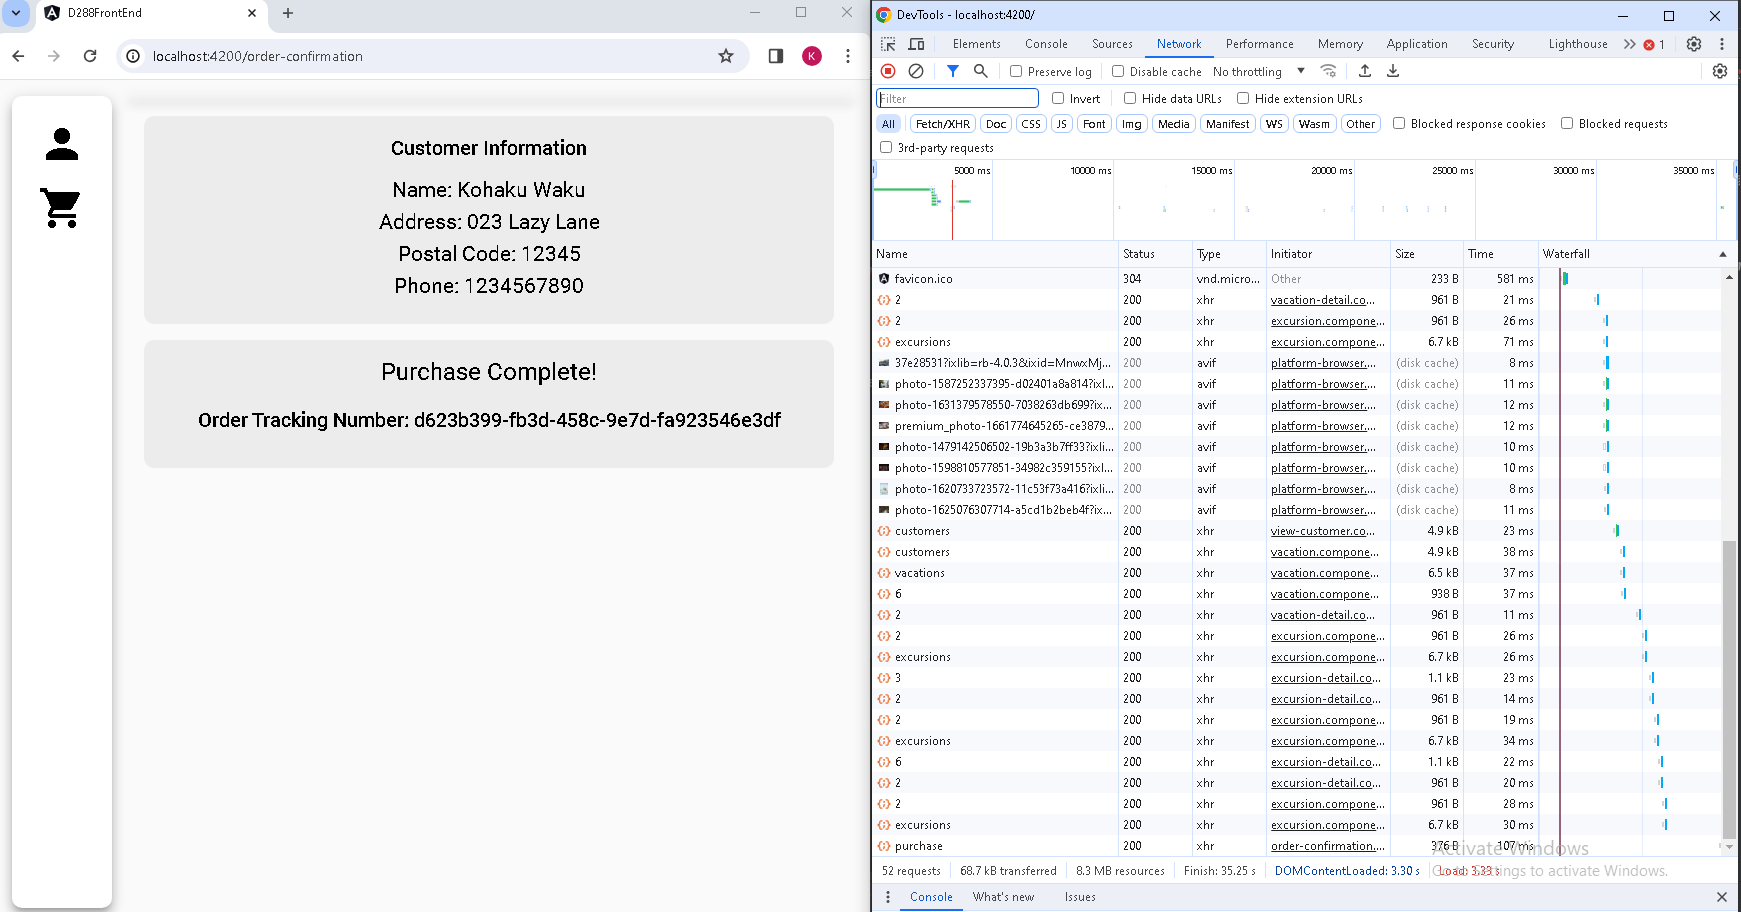 D288FrontEnd
localhost:4200/order-confirmation
K
Customer Information
Name: Kohaku Waku
Address: 023 Lazy Lane
Postal Code: 12345
Phone: 1234567890
Purchase Complete!
Order Tracking Number: d623b399-fb3d-458c-9e7d-fa923546e3df
DevTools - localhost:4200/
Elements Console Sources Network Performance Memory Application Security Lighthouse 1
Preserve log Disable cache No throttling
Filter Invert Hide data URLs Hide extension URLs
All Fetch/XHR Doc CSS JS Font Img Media Manifest WS Wasm Other Blocked response cookies Blocked requests
3rd-party requests
5000 ms 10000 ms 15000 ms 20000 ms 25000 ms 30000 ms 35000 ms
Name Status Type Initiator Size Time Waterfall
favicon.ico 304 vnd.micro... Other 233 B 581 ms
2 200 xhr vacation-detail.co... 961 B 21 ms
2 200 xhr excursion.compone... 961 B 26 ms
excursions 200 xhr excursion.compone... 6.7 kB 71 ms
37e28531?ixlib=rb-4.0.3&ixid=MnwxMj... 200 avif platform-browser.... (disk cache) 8 ms
photo-1587252337395-d02401a8a814?ixl... 200 avif platform-browser.... (disk cache) 11 ms
photo-1631379578550-7038263db699?ix... 200 avif platform-browser.... (disk cache) 12 ms
premium_photo-1661774645265-ce3879... 200 avif platform-browser.... (disk cache) 12 ms
photo-1479142506502-19b3a3b7ff33?ixli... 200 avif platform-browser.... (disk cache) 10 ms
photo-1598810577851-34982c359155?ixl... 200 avif platform-browser.... (disk cache) 10 ms
photo-1620733723572-11c53f73a416?ixli... 200 avif platform-browser.... (disk cache) 8 ms
photo-1625076307714-a5cd1b2beb4f?ix... 200 avif platform-browser.... (disk cache) 11 ms
customers 200 xhr view-customer.co... 4.9 kB 23 ms
customers 200 xhr vacation.compone... 4.9 kB 38 ms
vacations 200 xhr vacation.compone... 6.5 kB 37 ms
6 200 xhr vacation.compone... 938 B 37 ms
2 200 xhr vacation-detail.co... 961 B 11 ms
2 200 xhr excursion.compone... 961 B 26 ms
excursions 200 xhr excursion.compone... 6.7 kB 26 ms
3 200 xhr excursion-detail.co... 1.1 kB 23 ms
2 200 xhr excursion-detail.co... 961 B 14 ms
2 200 xhr excursion.compone... 961 B 19 ms
excursions 200 xhr excursion.compone... 6.7 kB 34 ms
6 200 xhr excursion-detail.co... 1.1 kB 22 ms
2 200 xhr excursion-detail.co... 961 B 20 ms
2 200 xhr excursion.compone... 961 B 28 ms
excursions 200 xhr excursion.compone... 6.7 kB 30 ms
purchase 200 xhr order-confirmation.... 376 B 107 ms
Activate Windows
Go to Settings to activate Windows.
52 requests 68.7 kB transferred 8.3 MB resources Finish: 35.25 s DOMContentLoaded: 3.30 s Load: 3.33 s
Console What's new Issues